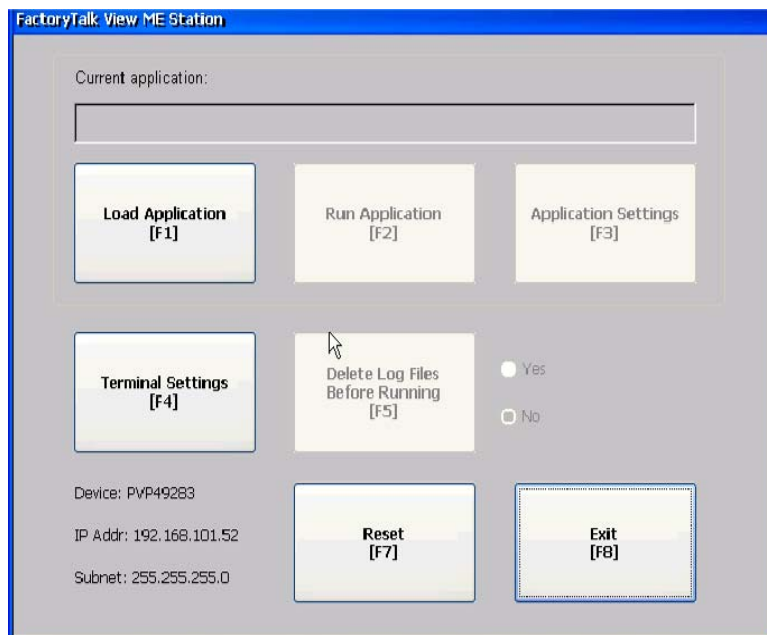 FactoryTalk View ME Station
Current application:
Load Application
[F1]
Run Application
[F2]
Application Settings
[F3]
Terminal Settings
[F4]
Delete Log Files
Before Running
[F5]
Yes
No
Device: PVP49283
IP Addr: 192.168.101.52
Subnet: 255.255.255.0
Reset
[F7]
Exit
[F8]